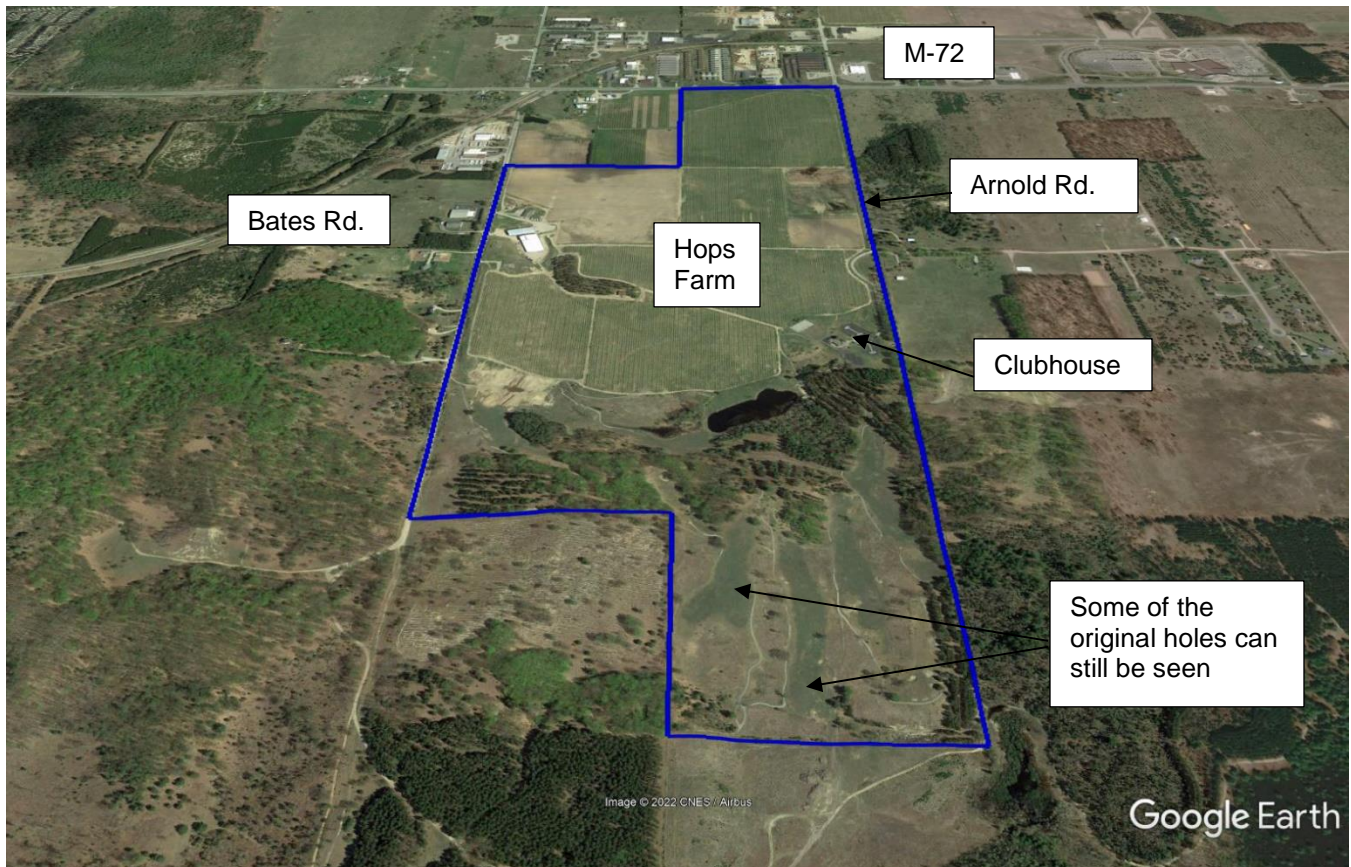 M-72
Arnold Rd.
Bates Rd.
Hops
Farm
Clubhouse
Some of the
original holes can
still be seen
Image © 2022 CNES / Airbus
Google Earth